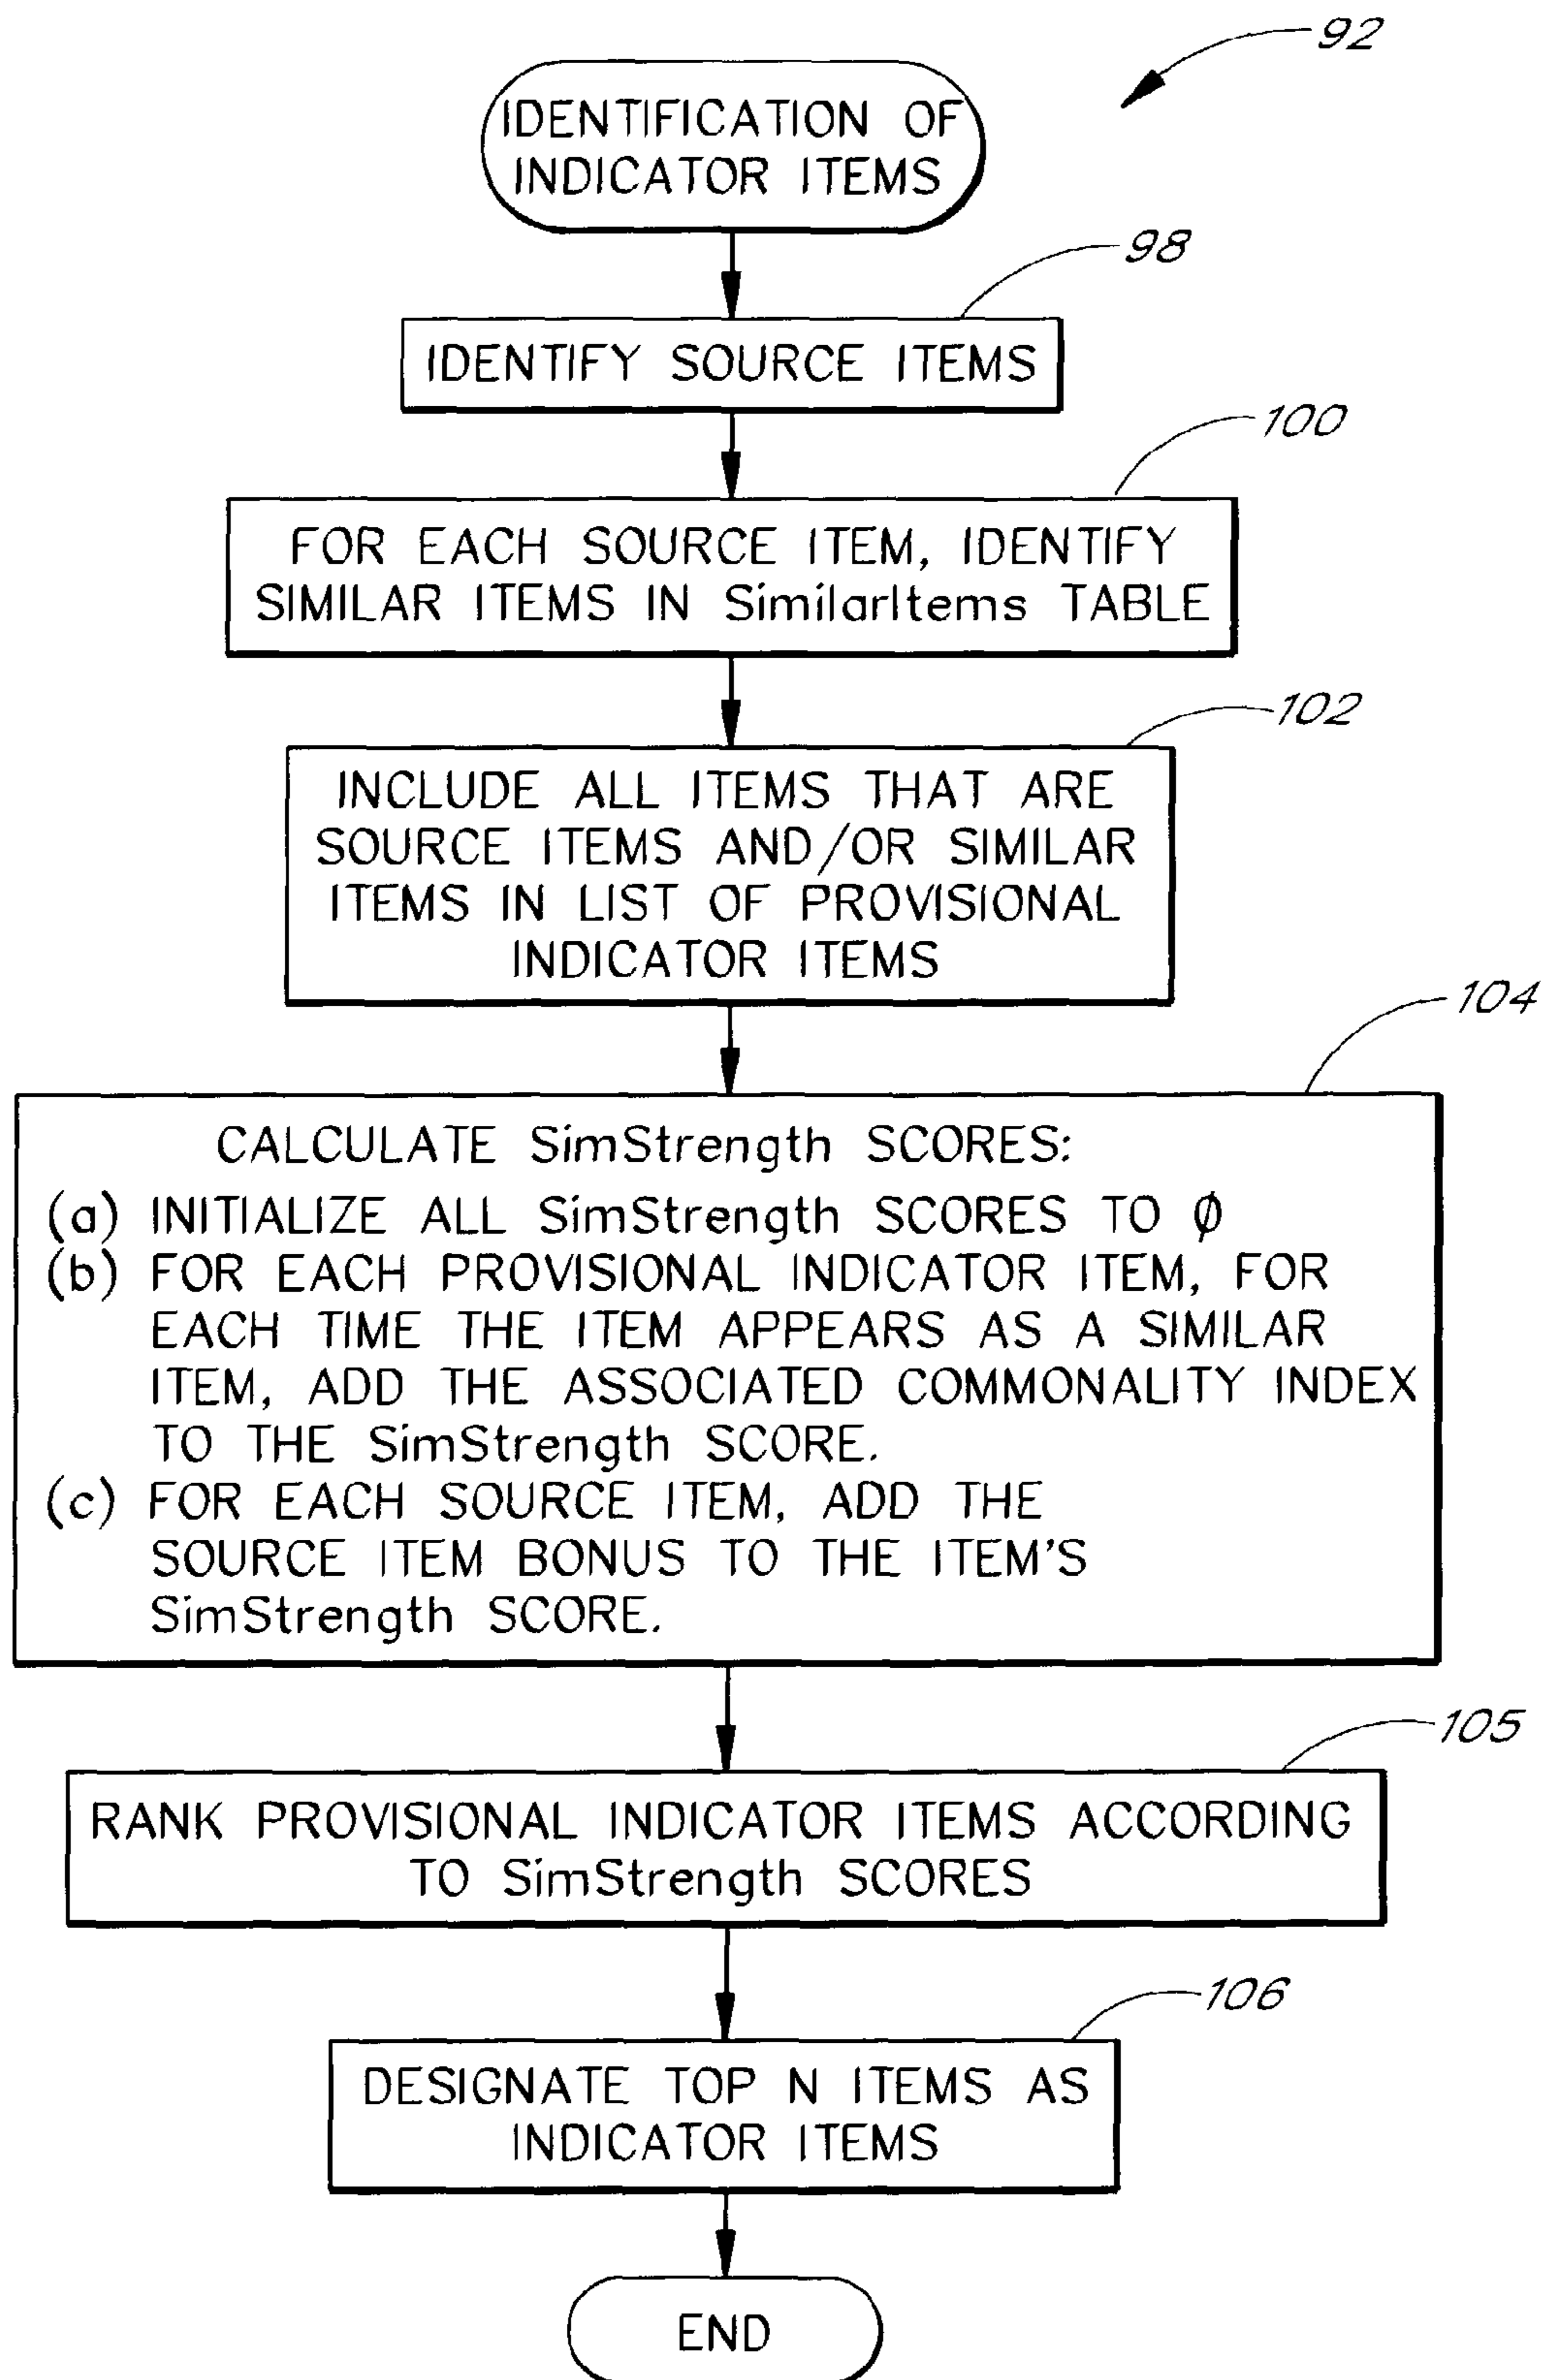 92
IDENTIFICATION OF
INDICATOR ITEMS
98
IDENTIFY SOURCE ITEMS
100
FOR EACH SOURCE ITEM, IDENTIFY
SIMILAR ITEMS IN SimilarItems TABLE
102
INCLUDE ALL ITEMS THAT ARE
SOURCE ITEMS AND/OR SIMILAR
ITEMS IN LIST OF PROVISIONAL
INDICATOR ITEMS
104
CALCULATE SimStrength SCORES:
(a) INITIALIZE ALL SimStrength SCORES TO ϕ
(b) FOR EACH PROVISIONAL INDICATOR ITEM, FOR
EACH TIME THE ITEM APPEARS AS A SIMILAR
ITEM, ADD THE ASSOCIATED COMMONALITY INDEX
TO THE SimStrength SCORE.
(c) FOR EACH SOURCE ITEM, ADD THE
SOURCE ITEM BONUS TO THE ITEM'S
SimStrength SCORE.
105
RANK PROVISIONAL INDICATOR ITEMS ACCORDING
TO SimStrength SCORES
106
DESIGNATE TOP N ITEMS AS
INDICATOR ITEMS
END